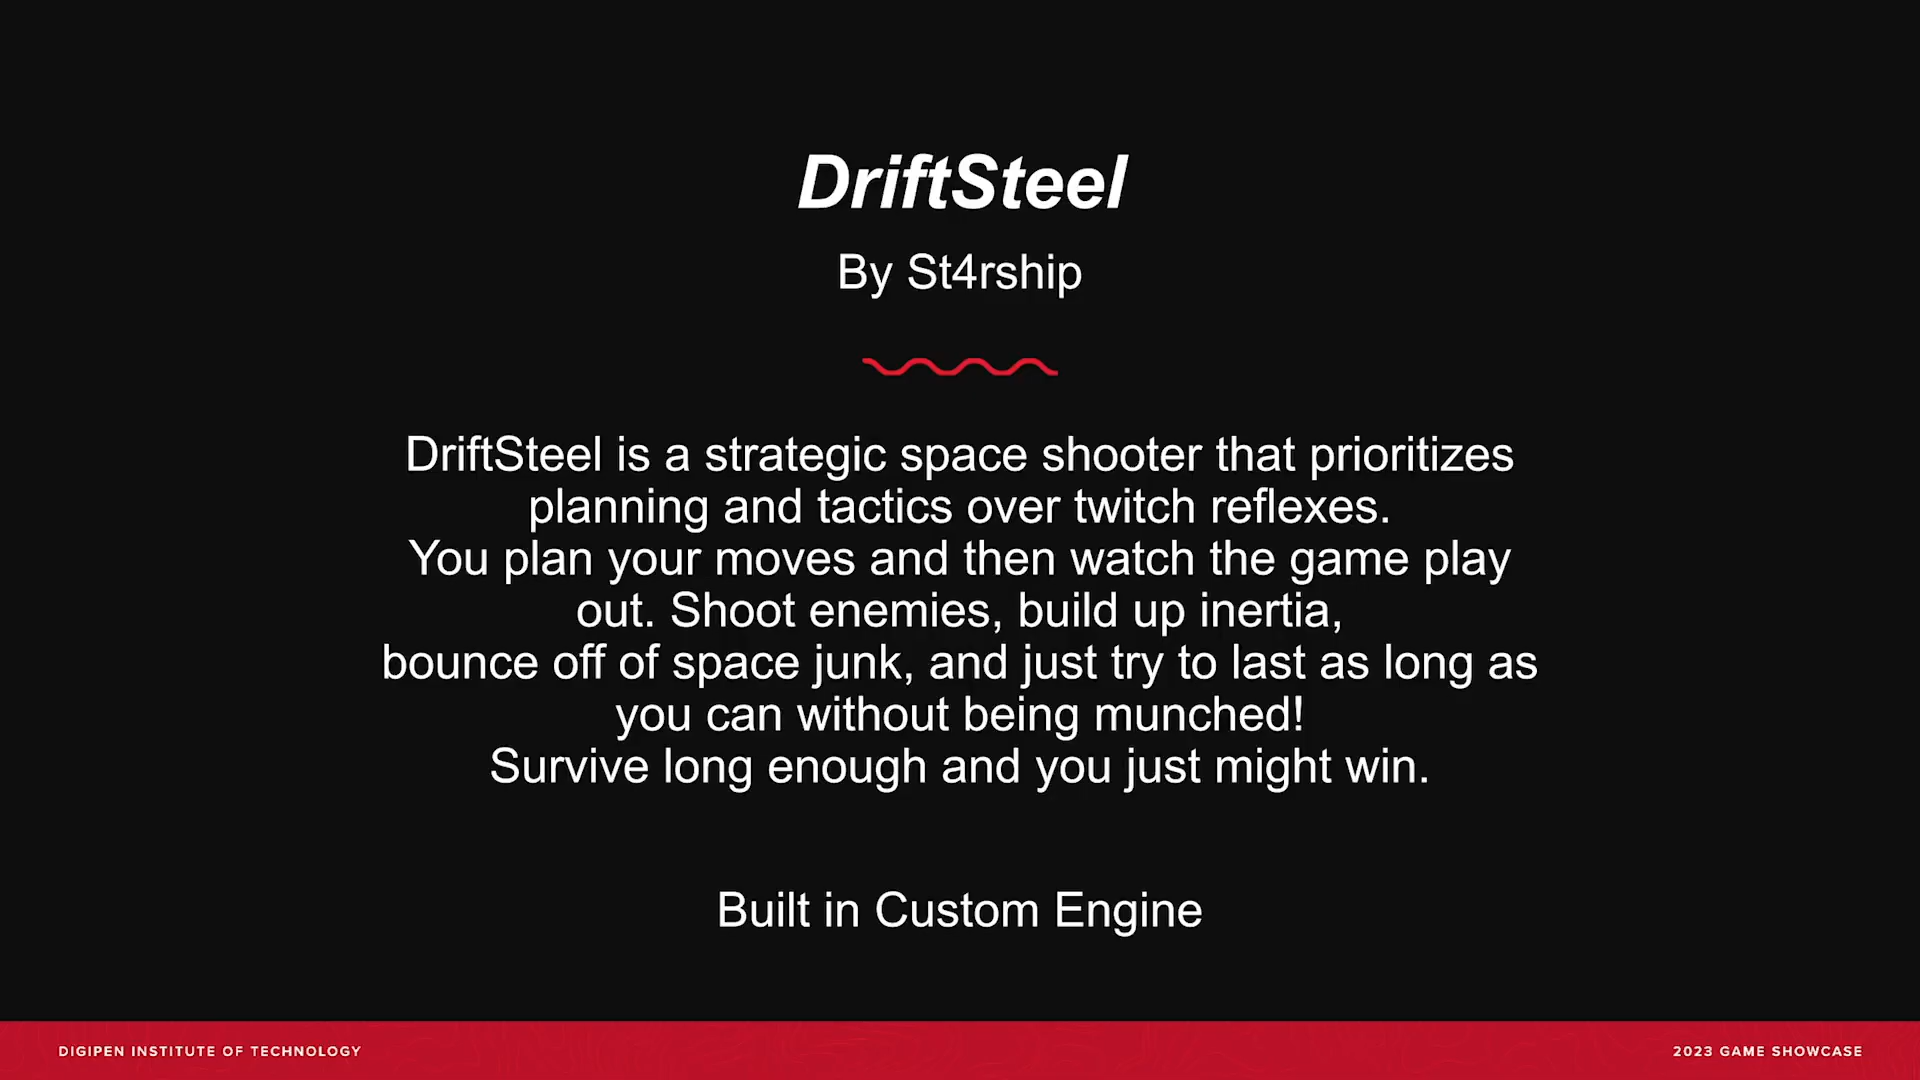 DriftSteel
By St4rship
DriftSteel is a strategic space shooter that prioritizes
planning and tactics over twitch reflexes.
You plan your moves and then watch the game play
out. Shoot enemies, build up inertia,
bounce off of space junk, and just try to last as long as
you can without being munched!
Survive long enough and you just might win.
Built in Custom Engine
DIGIPEN INSTITUTE OF TECHNOLOGY
2023 GAME SHOWCASE